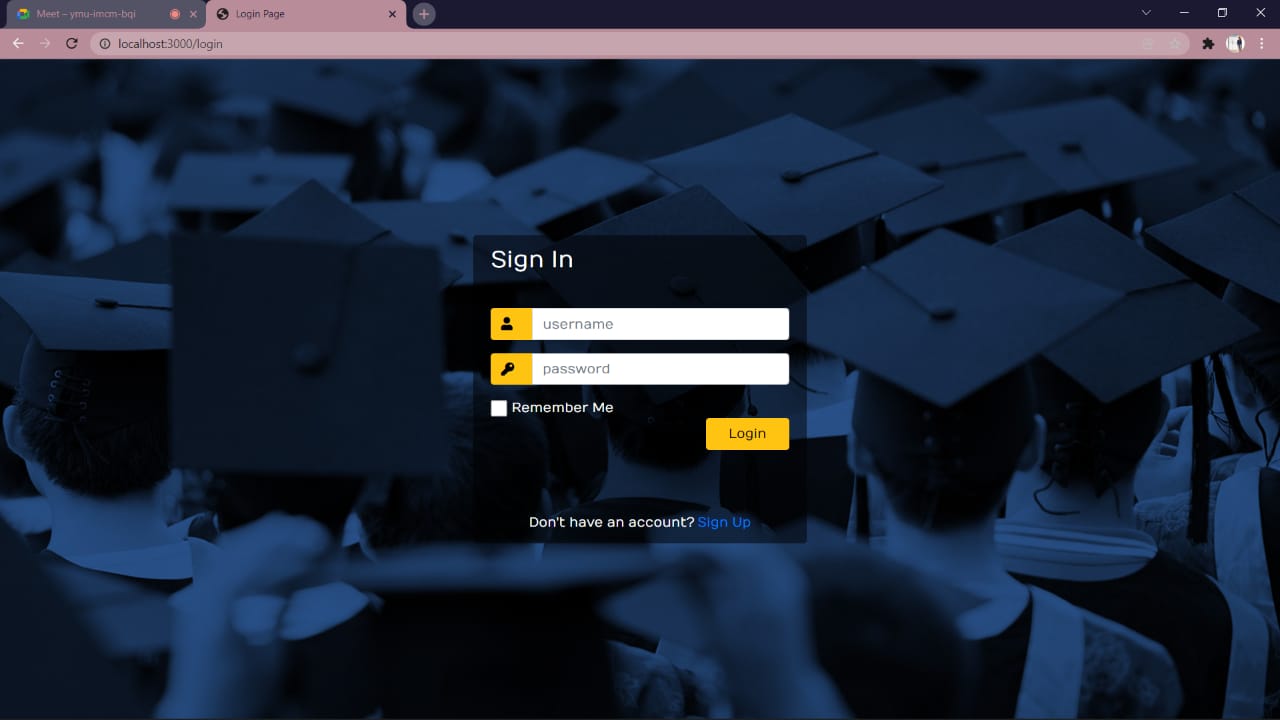 Meet – ymu-imcm-bqi
Login Page
localhost:3000/login
Sign In
username
password
Remember Me
Login
Don't have an account? Sign Up